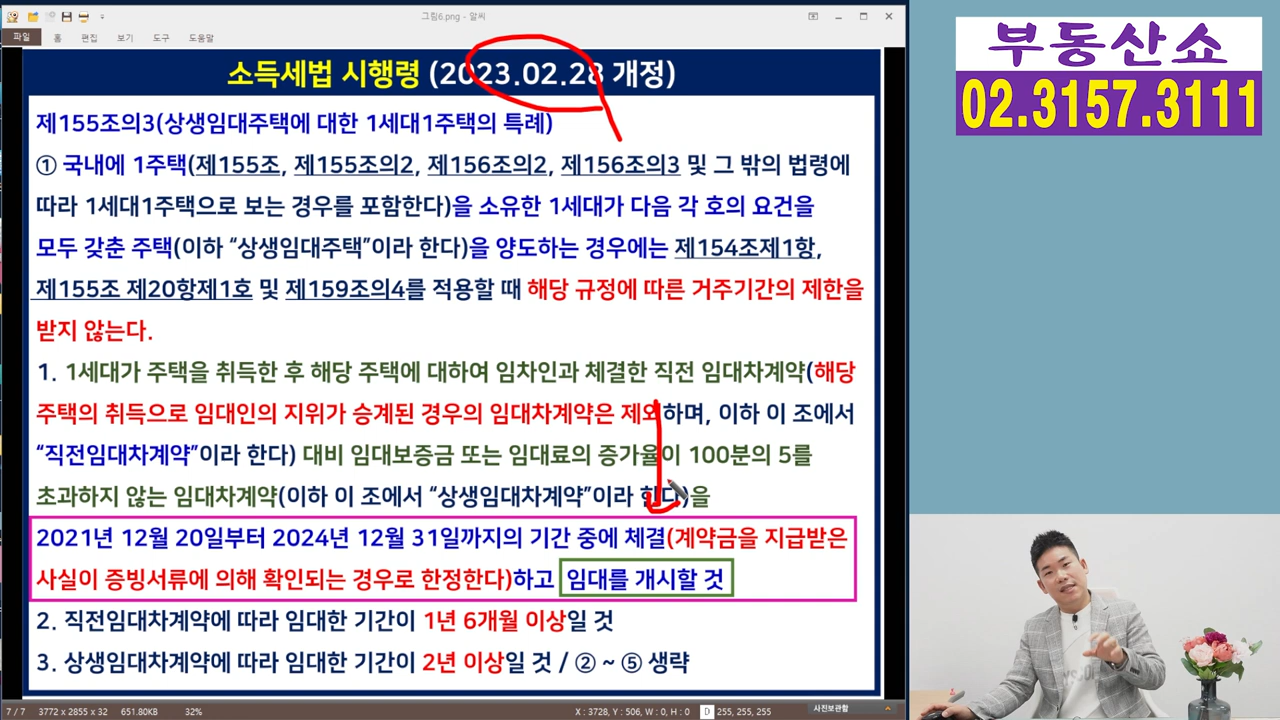 그림6.png - 알씨
파일 홈 편집 보기 도구 도움말
부동산쇼
02.3157.3111
소득세법 시행령 (2023.02.28 개정)
제155조의3(상생임대주택에 대한 1세대1주택의 특례)
① 국내에 1주택(제155조, 제155조의2, 제156조의2, 제156조의3 및 그 밖의 법령에
따라 1세대1주택으로 보는 경우를 포함한다)을 소유한 1세대가 다음 각 호의 요건을
모두 갖춘 주택(이하 “상생임대주택”이라 한다)을 양도하는 경우에는 제154조제1항,
제155조 제20항제1호 및 제159조의4를 적용할 때 해당 규정에 따른 거주기간의 제한을
받지 않는다.
1. 1세대가 주택을 취득한 후 해당 주택에 대하여 임차인과 체결한 직전 임대차계약(해당
주택의 취득으로 임대인의 지위가 승계된 경우의 임대차계약은 제외하며, 이하 이 조에서
“직전임대차계약”이라 한다) 대비 임대보증금 또는 임대료의 증가율이 100분의 5를
초과하지 않는 임대차계약(이하 이 조에서 “상생임대차계약”이라 한다)을
2021년 12월 20일부터 2024년 12월 31일까지의 기간 중에 체결(계약금을 지급받은
사실이 증빙서류에 의해 확인되는 경우로 한정한다)하고 임대를 개시할 것
2. 직전임대차계약에 따라 임대한 기간이 1년 6개월 이상일 것
3. 상생임대차계약에 따라 임대한 기간이 2년 이상일 것 / ② ~ ⑤ 생략
7 / 7 3772 x 2855 x 32 651.80KB 32% X : 3728, Y : 506, W : 0, H : 0 D 255, 255, 255 사진보관함